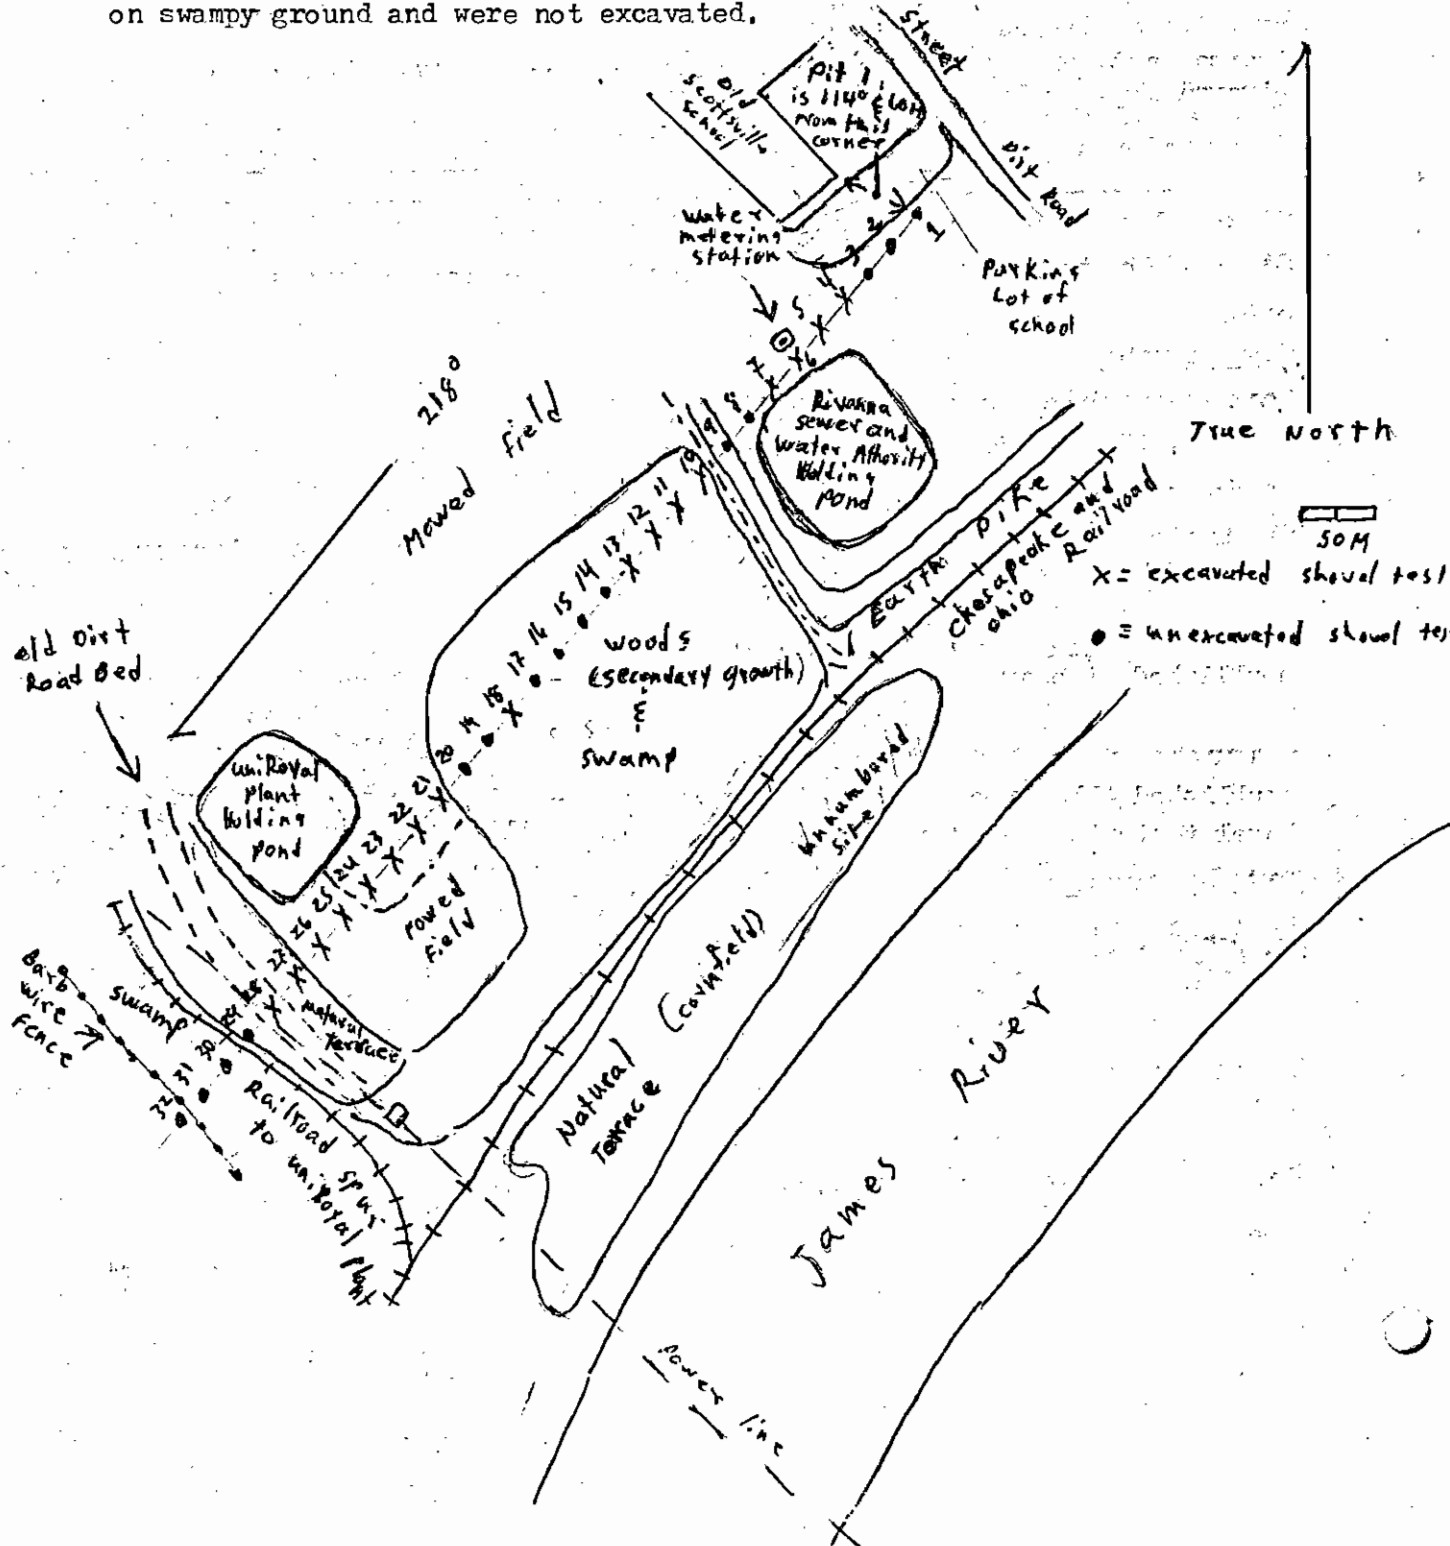 on swampy ground and were not excavated.
Street
Old
Scottsville
School
Pit 1
is 114° &
from this
corner
Dirt Road
Water
metering
station
1
2
3
4
5
6
7
8
9
10
11
12
13
14
15
16
17
18
19
20
21
22
23
24
25
26
27
28
29
30
31
32
Parking
Lot of
school
218°
Mowed Field
Rivanna
sewer and
Water Athority
Holding
pond
True North
50 M
X = excavated shovel test
● = unexcavated shovel tes
Earth Dike
Chesapeake and
Ohio Railroad
woods
(secondary growth)
&
swamp
old Dirt
Road Bed
uniRoyal
plant
Holding
pond
Unnumbered
site
rowed
Field
Barb
wire
Fence
swamp
natural
terrace
Railroad spur
to uniRoyal plant
Natural
Terrace
(cornfield)
James River
Power line